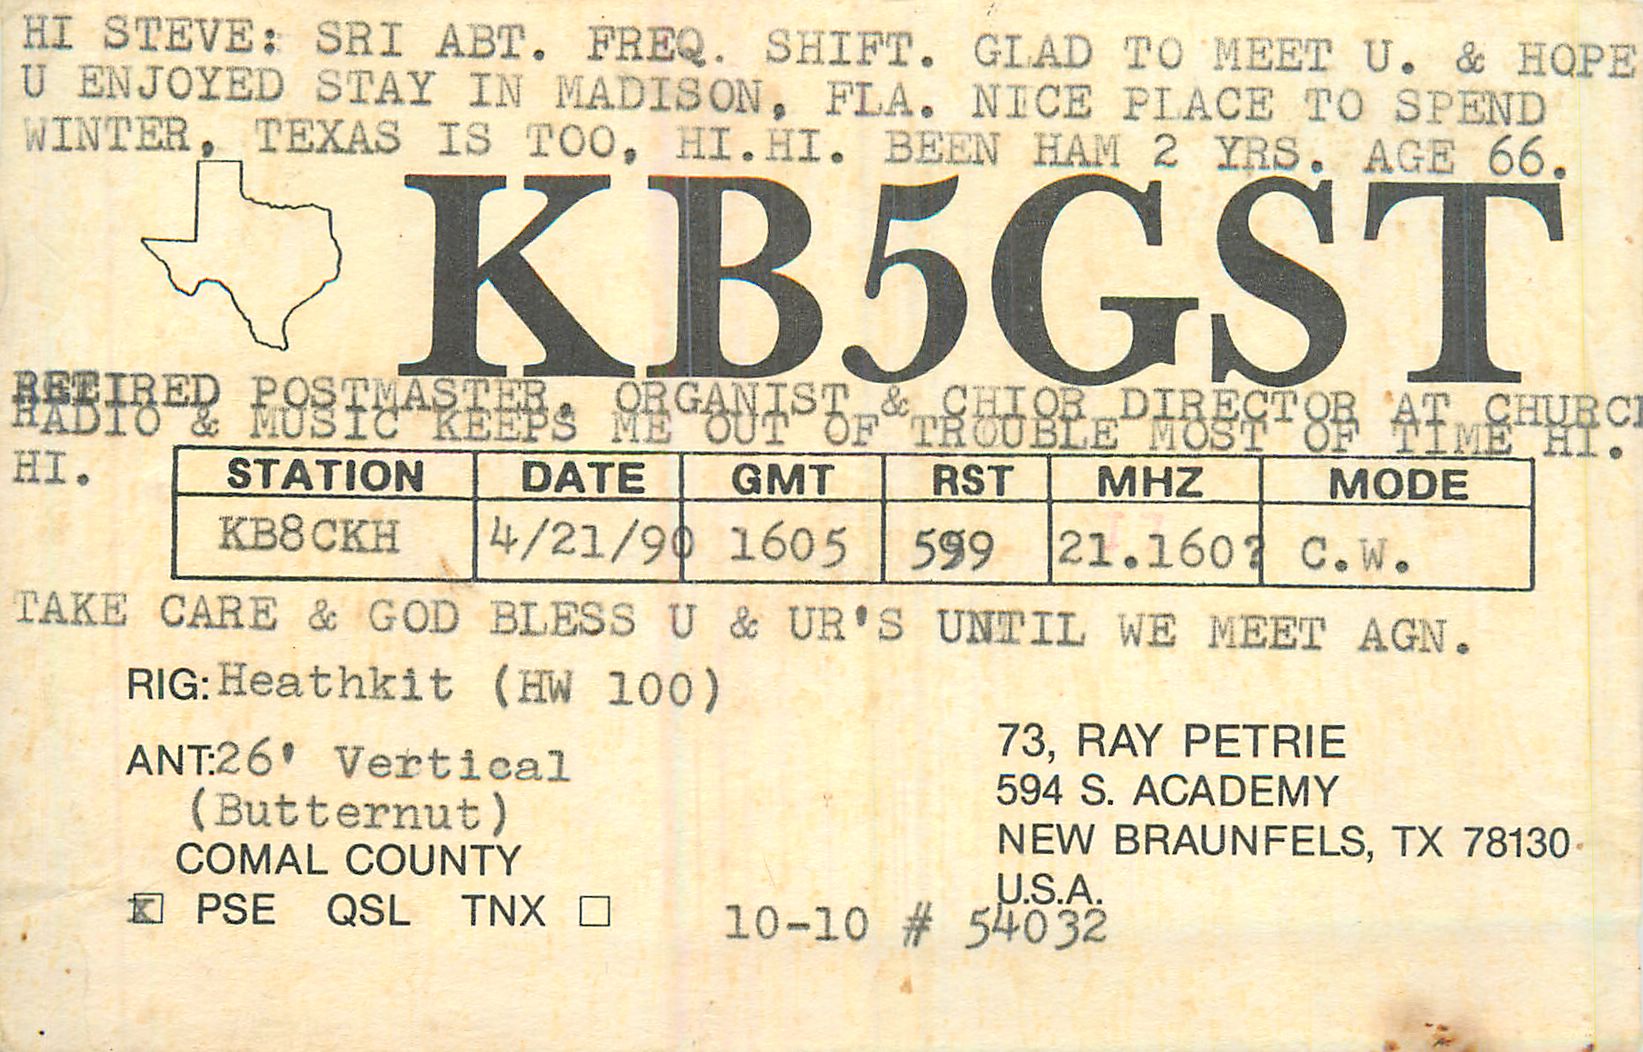 HI STEVE: SRI ABT. FREQ. SHIFT. GLAD TO MEET U. & HOPE
U ENJOYED STAY IN MADISON, FLA. NICE PLACE TO SPEND
WINTER, TEXAS IS TOO, HI.HI. BEEN HAM 2 YRS. AGE 66.
KB5GST
RETIRED POSTMASTER. ORGANIST & CHIOR DIRECTOR AT CHURCH
RADIO & MUSIC KEEPS ME OUT OF TROUBLE MOST OF TIME HI.
HI.
STATION DATE GMT RST MHZ MODE
KB8CKH 4/21/90 1605 599 21.160? C.W.
TAKE CARE & GOD BLESS U & UR'S UNTIL WE MEET AGN.
RIG: Heathkit (HW 100)
ANT: 26' Vertical
(Butternut)
COMAL COUNTY
X PSE QSL TNX
73, RAY PETRIE
594 S. ACADEMY
NEW BRAUNFELS, TX 78130
U.S.A.
10-10 # 54032